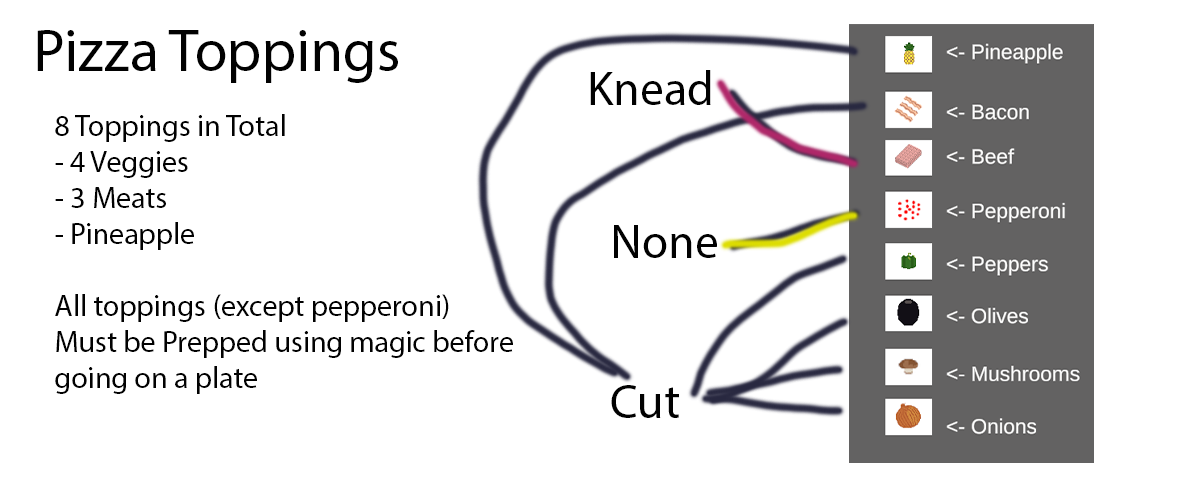 Pizza Toppings
8 Toppings in Total
- 4 Veggies
- 3 Meats
- Pineapple
All toppings (except pepperoni)
Must be Prepped using magic before
going on a plate
Knead
None
Cut
<- Pineapple
<- Bacon
<- Beef
<- Pepperoni
<- Peppers
<- Olives
<- Mushrooms
<- Onions